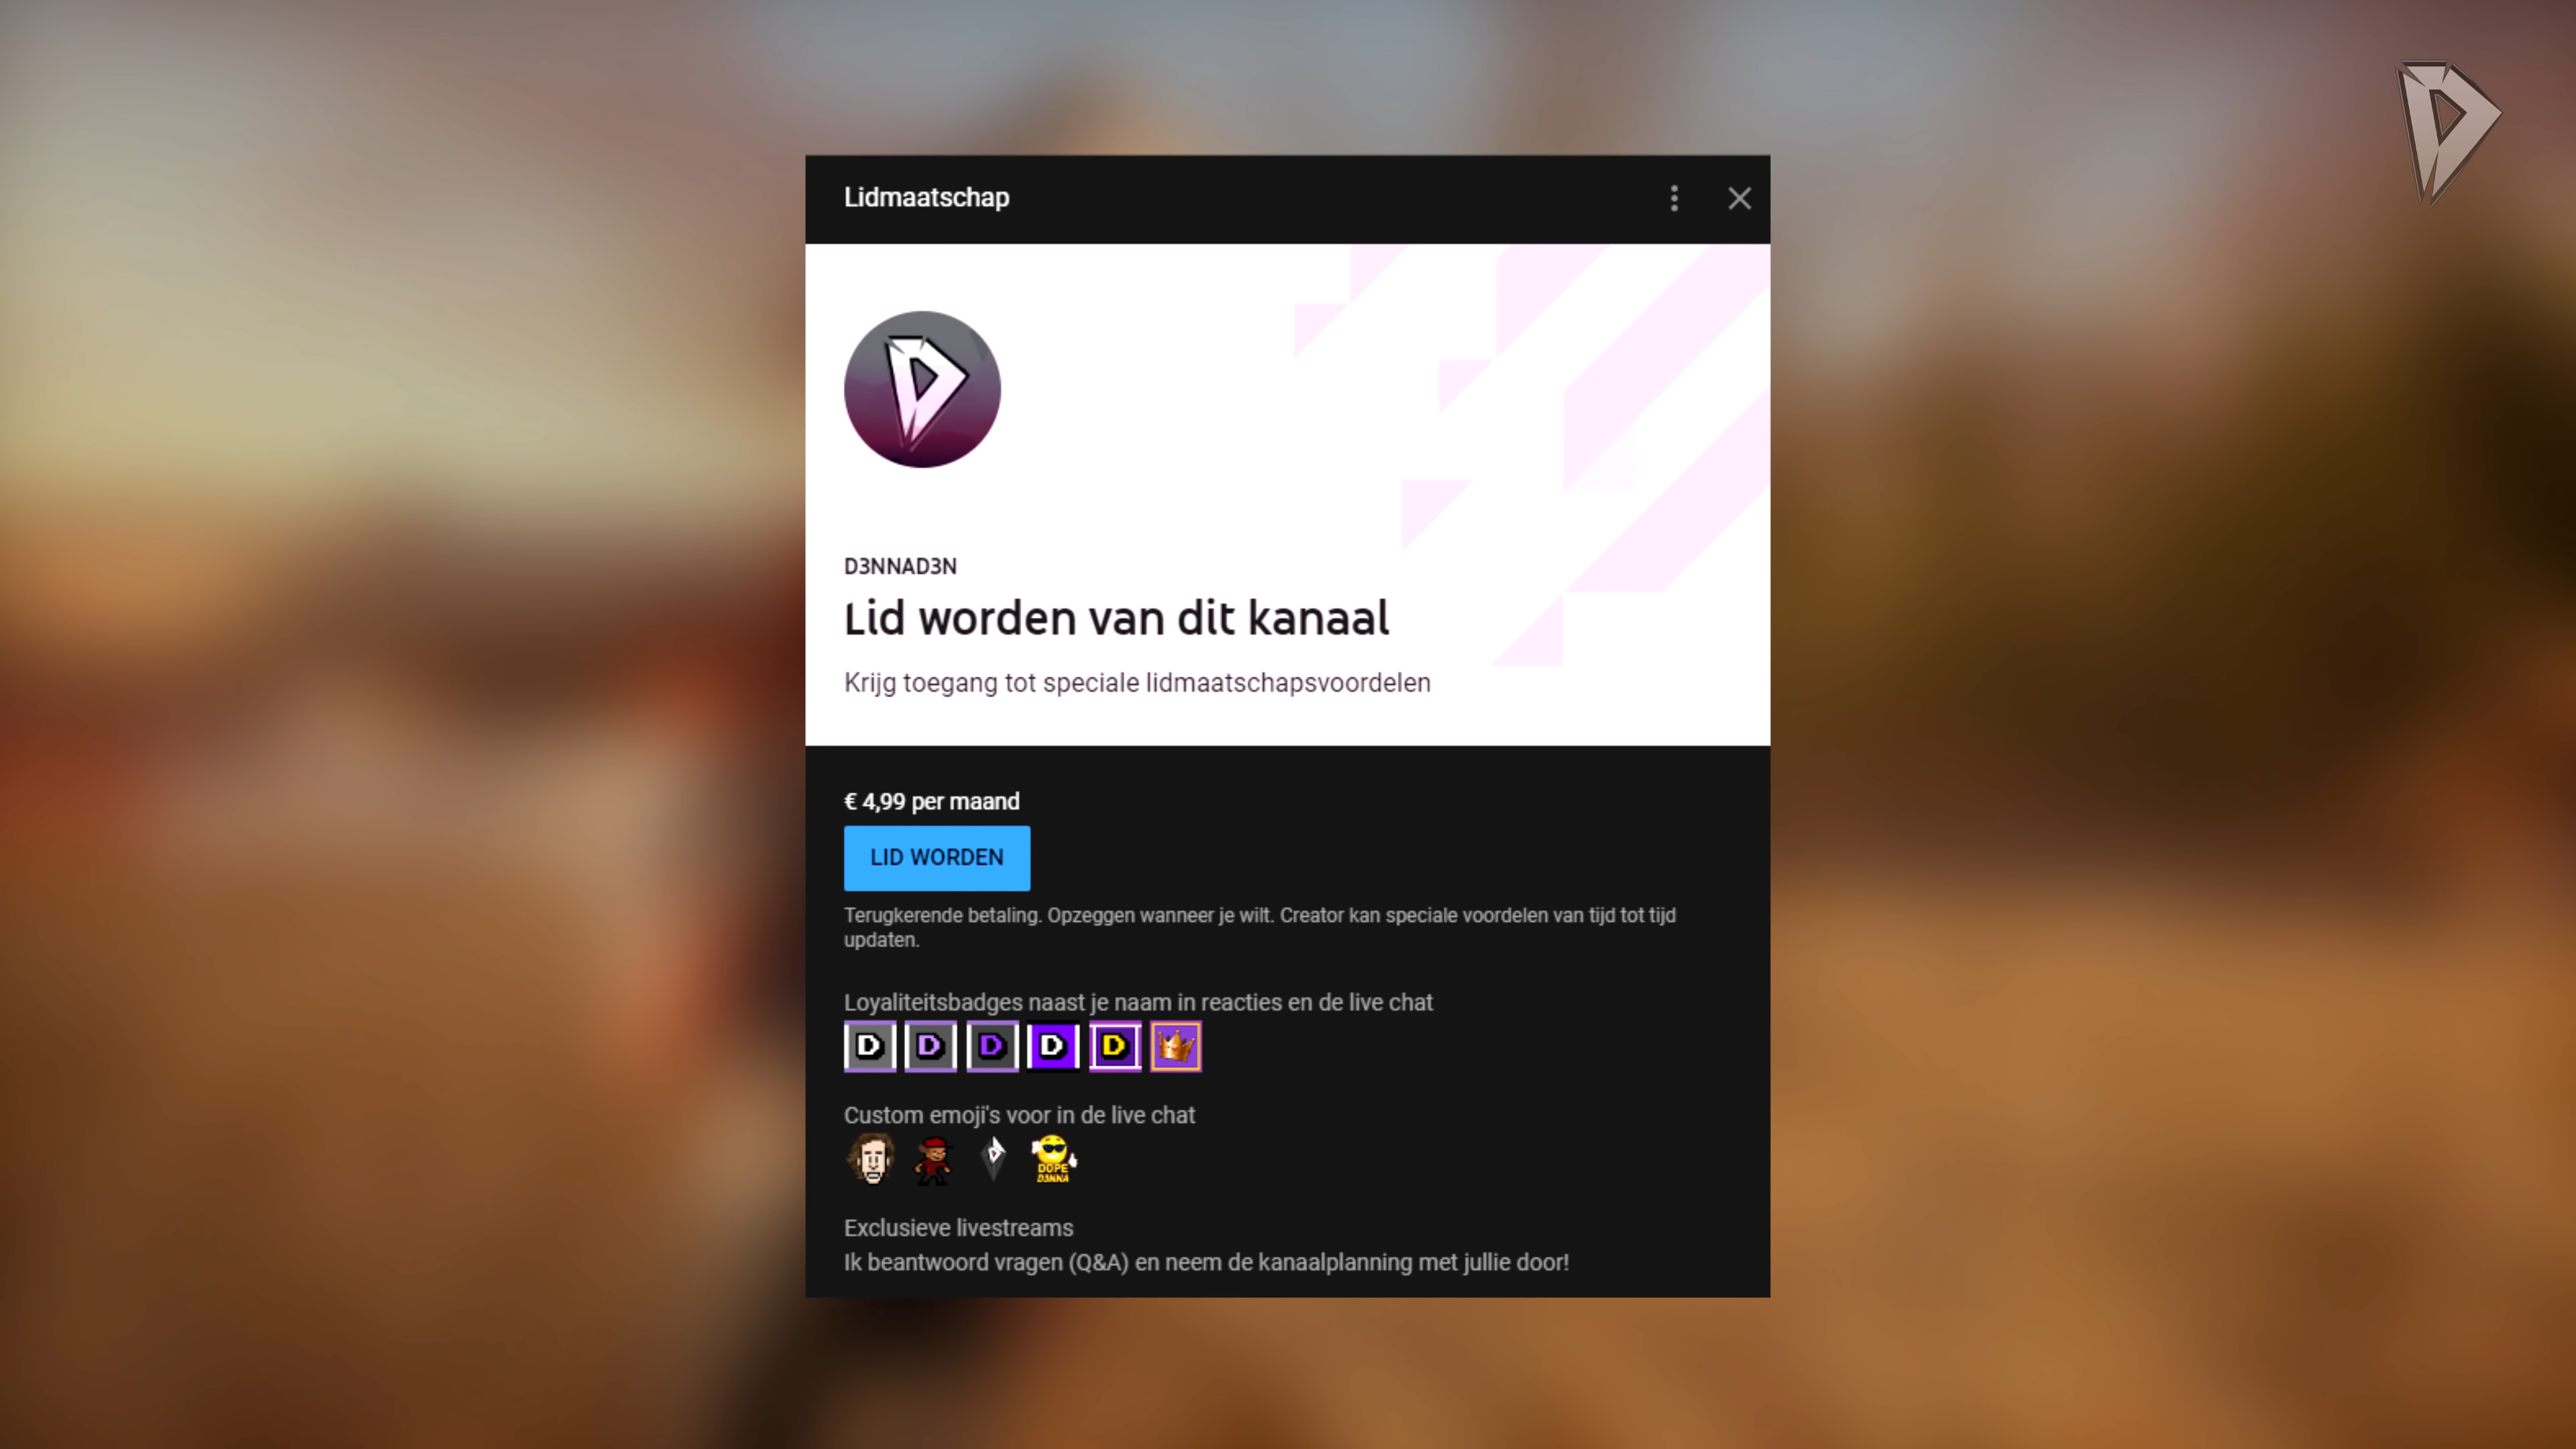 Lidmaatschap
D3NNAD3N
Lid worden van dit kanaal
Krijg toegang tot speciale lidmaatschapsvoordelen
€ 4,99 per maand
LID WORDEN
Terugkerende betaling. Opzeggen wanneer je wilt. Creator kan speciale voordelen van tijd tot tijd
updaten.
Loyaliteitsbadges naast je naam in reacties en de live chat
D D D D D
Custom emoji's voor in de live chat
DOPE
D3NNA
Exclusieve livestreams
Ik beantwoord vragen (Q&A) en neem de kanaalplanning met jullie door!